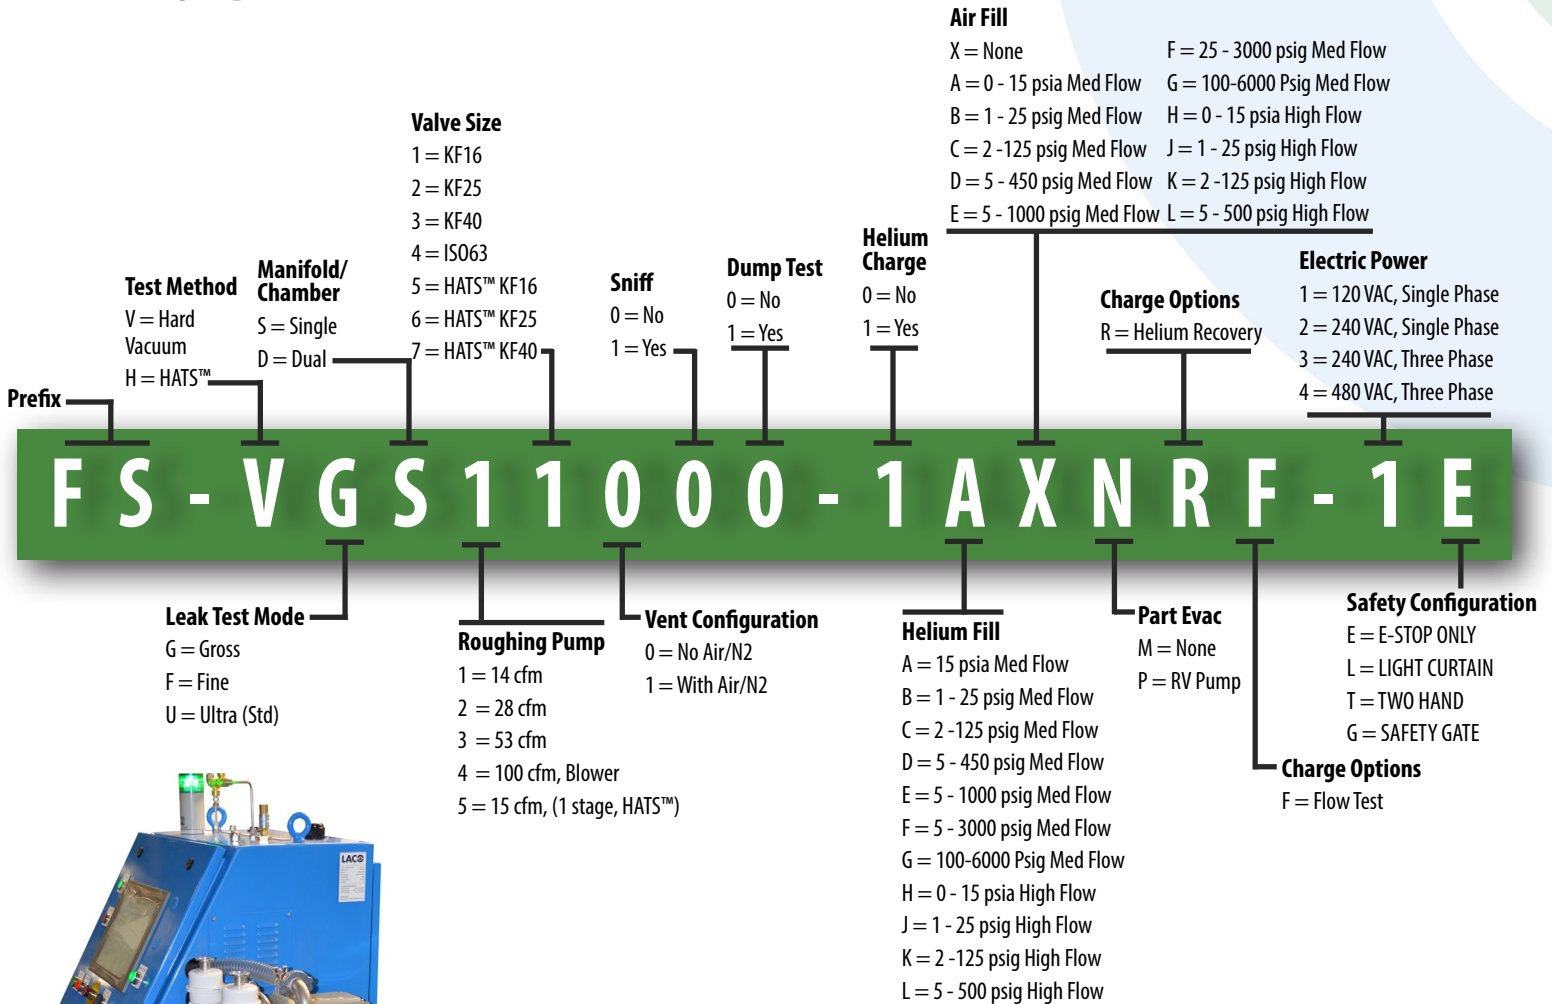 Air Fill
X = None
A = 0 - 15 psia Med Flow
B = 1 - 25 psig Med Flow
C = 2 -125 psig Med Flow
D = 5 - 450 psig Med Flow
E = 5 - 1000 psig Med Flow
F = 25 - 3000 psig Med Flow
G = 100-6000 Psig Med Flow
H = 0 - 15 psia High Flow
J = 1 - 25 psig High Flow
K = 2 -125 psig High Flow
L = 5 - 500 psig High Flow
Valve Size
1 = KF16
2 = KF25
3 = KF40
4 = ISO63
5 = HATS™ KF16
6 = HATS™ KF25
7 = HATS™ KF40
Test Method
V = Hard
Vacuum
H = HATS™
Manifold/
Chamber
S = Single
D = Dual
Sniff
0 = No
1 = Yes
Dump Test
0 = No
1 = Yes
Helium
Charge
0 = No
1 = Yes
Charge Options
R = Helium Recovery
Electric Power
1 = 120 VAC, Single Phase
2 = 240 VAC, Single Phase
3 = 240 VAC, Three Phase
4 = 480 VAC, Three Phase
Prefix
FS-VGS11000-1AXNRF-1E
Leak Test Mode
G = Gross
F = Fine
U = Ultra (Std)
Roughing Pump
1 = 14 cfm
2 = 28 cfm
3 = 53 cfm
4 = 100 cfm, Blower
5 = 15 cfm, (1 stage, HATS™)
Vent Configuration
0 = No Air/N2
1 = With Air/N2
Helium Fill
A = 15 psia Med Flow
B = 1 - 25 psig Med Flow
C = 2 -125 psig Med Flow
D = 5 - 450 psig Med Flow
E = 5 - 1000 psig Med Flow
F = 5 - 3000 psig Med Flow
G = 100-6000 Psig Med Flow
H = 0 - 15 psia High Flow
J = 1 - 25 psig High Flow
K = 2 -125 psig High Flow
L = 5 - 500 psig High Flow
Part Evac
M = None
P = RV Pump
Charge Options
F = Flow Test
Safety Configuration
E = E-STOP ONLY
L = LIGHT CURTAIN
T = TWO HAND
G = SAFETY GATE
LACO